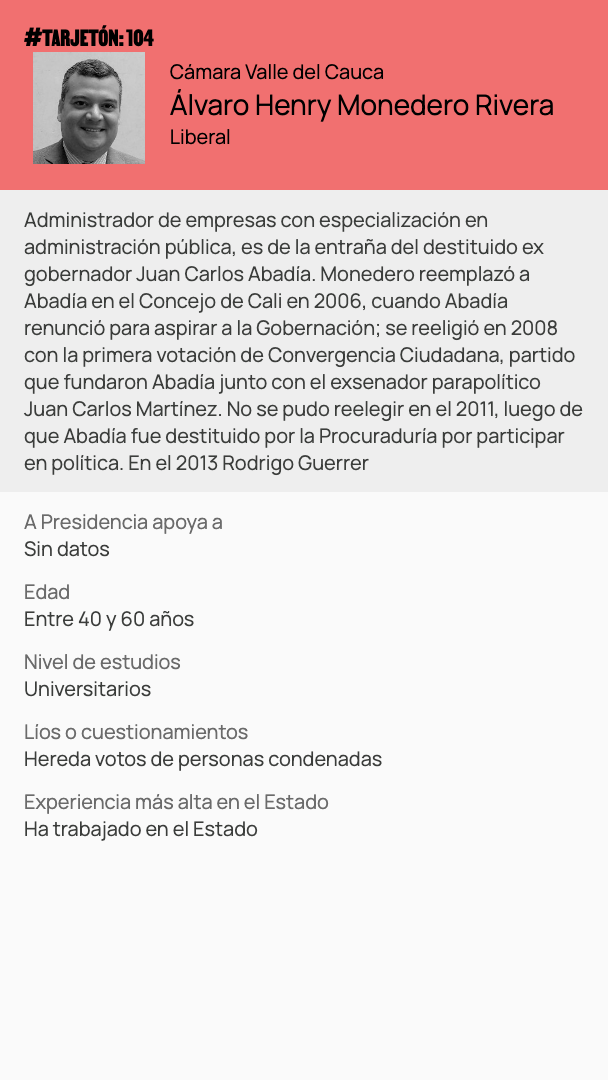 #TARJETÓN: 104
Cámara Valle del Cauca
Álvaro Henry Monedero Rivera
Liberal
Administrador de empresas con especialización en
administración pública, es de la entraña del destituido ex
gobernador Juan Carlos Abadía. Monedero reemplazó a
Abadía en el Concejo de Cali en 2006, cuando Abadía
renunció para aspirar a la Gobernación; se reeligió en 2008
con la primera votación de Convergencia Ciudadana, partido
que fundaron Abadía junto con el exsenador parapolítico
Juan Carlos Martínez. No se pudo reelegir en el 2011, luego de
que Abadía fue destituido por la Procuraduría por participar
en política. En el 2013 Rodrigo Guerrer
A Presidencia apoya a
Sin datos
Edad
Entre 40 y 60 años
Nivel de estudios
Universitarios
Líos o cuestionamientos
Hereda votos de personas condenadas
Experiencia más alta en el Estado
Ha trabajado en el Estado